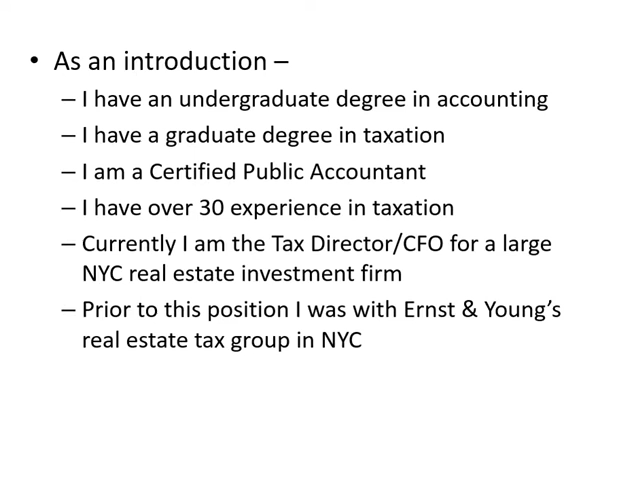 • As an introduction –
– I have an undergraduate degree in accounting
– I have a graduate degree in taxation
– I am a Certified Public Accountant
– I have over 30 experience in taxation
– Currently I am the Tax Director/CFO for a large
NYC real estate investment firm
– Prior to this position I was with Ernst & Young’s
real estate tax group in NYC